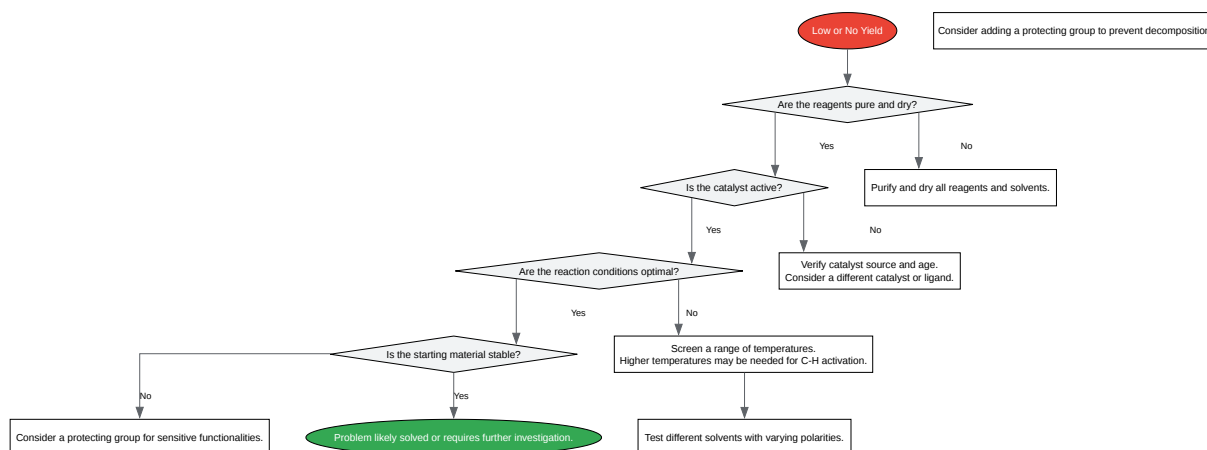 Low or No Yield
Consider adding a protecting group to prevent decomposition
Are the reagents pure and dry?
Yes
No
Is the catalyst active?
Purify and dry all reagents and solvents.
Yes
No
Are the reaction conditions optimal?
Verify catalyst source and age.
Consider a different catalyst or ligand.
Yes
No
Is the starting material stable?
Screen a range of temperatures.
Higher temperatures may be needed for C-H activation.
No
Yes
Consider a protecting group for sensitive functionalities.
Problem likely solved or requires further investigation.
Test different solvents with varying polarities.